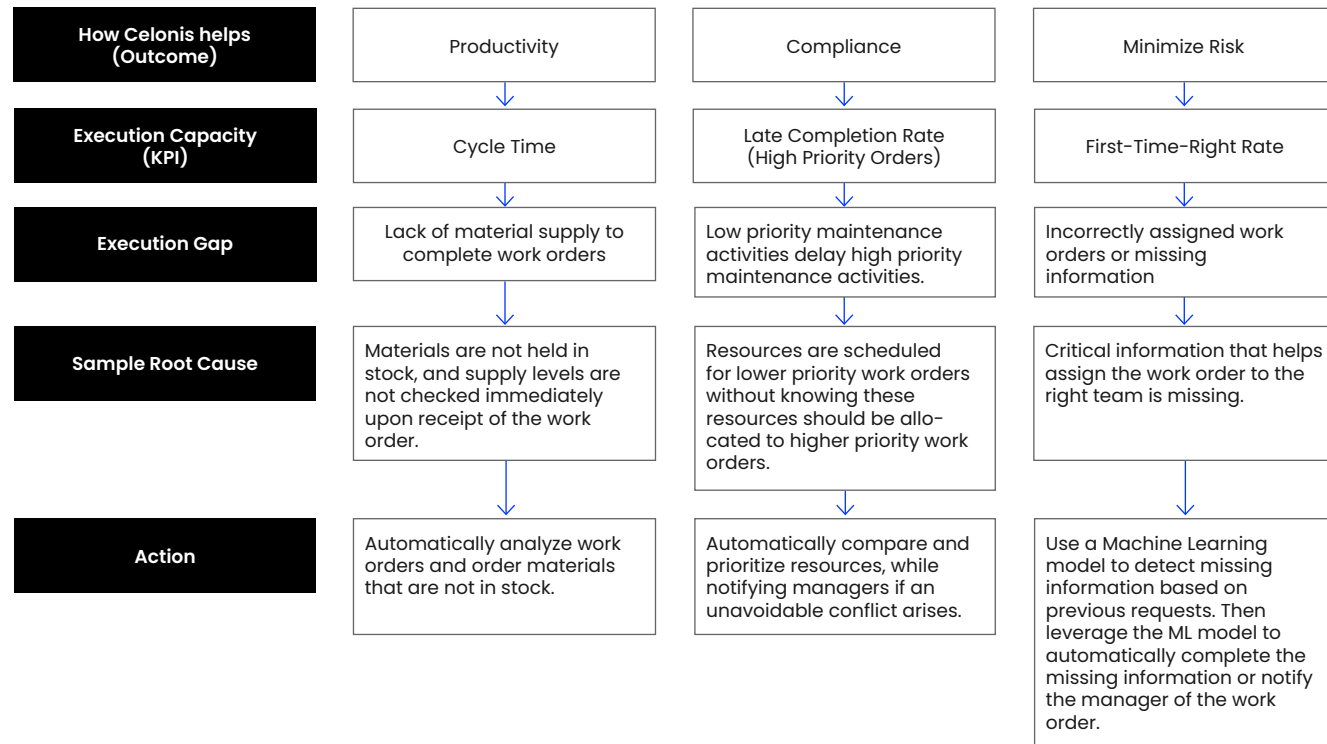 How Celonis helps
(Outcome)
Productivity
Compliance
Minimize Risk
Execution Capacity
(KPI)
Cycle Time
Late Completion Rate
(High Priority Orders)
First-Time-Right Rate
Execution Gap
Lack of material supply to
complete work orders
Low priority maintenance
activities delay high priority
maintenance activities.
Incorrectly assigned work
orders or missing
information
Sample Root Cause
Materials are not held in
stock, and supply levels are
not checked immediately
upon receipt of the work
order.
Resources are scheduled
for lower priority work orders
without knowing these
resources should be allo-
cated to higher priority work
orders.
Critical information that helps
assign the work order to the
right team is missing.
Action
Automatically analyze work
orders and order materials
that are not in stock.
Automatically compare and
prioritize resources, while
notifying managers if an
unavoidable conflict arises.
Use a Machine Learning
model to detect missing
information based on
previous requests. Then
leverage the ML model to
automatically complete the
missing information or notify
the manager of the work
order.